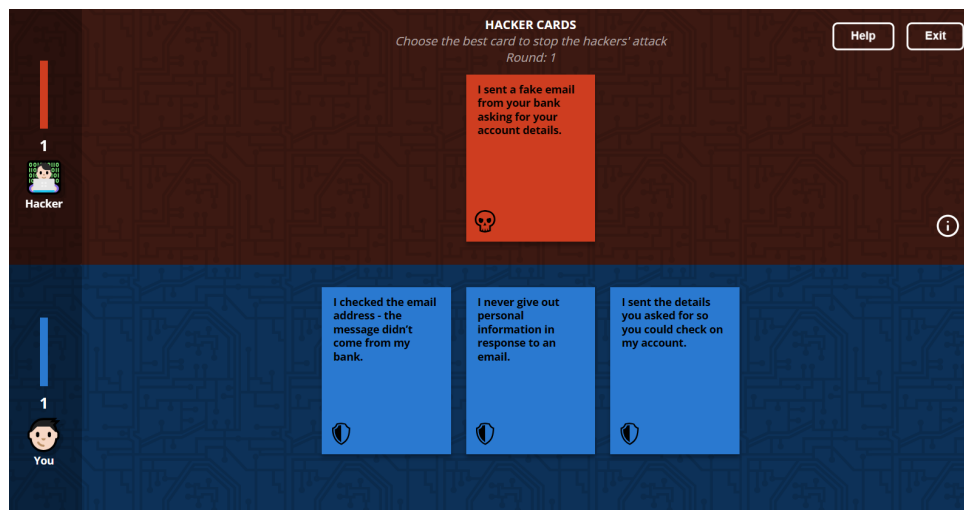 HACKER CARDS
Choose the best card to stop the hackers' attack
Round: 1
Help
Exit
I sent a fake email
from your bank
asking for your
account details.
1
Hacker
I checked the email
address - the
message didn't
come from my
bank.
I never give out
personal
information in
response to an
email.
I sent the details
you asked for so
you could check on
my account.
1
You